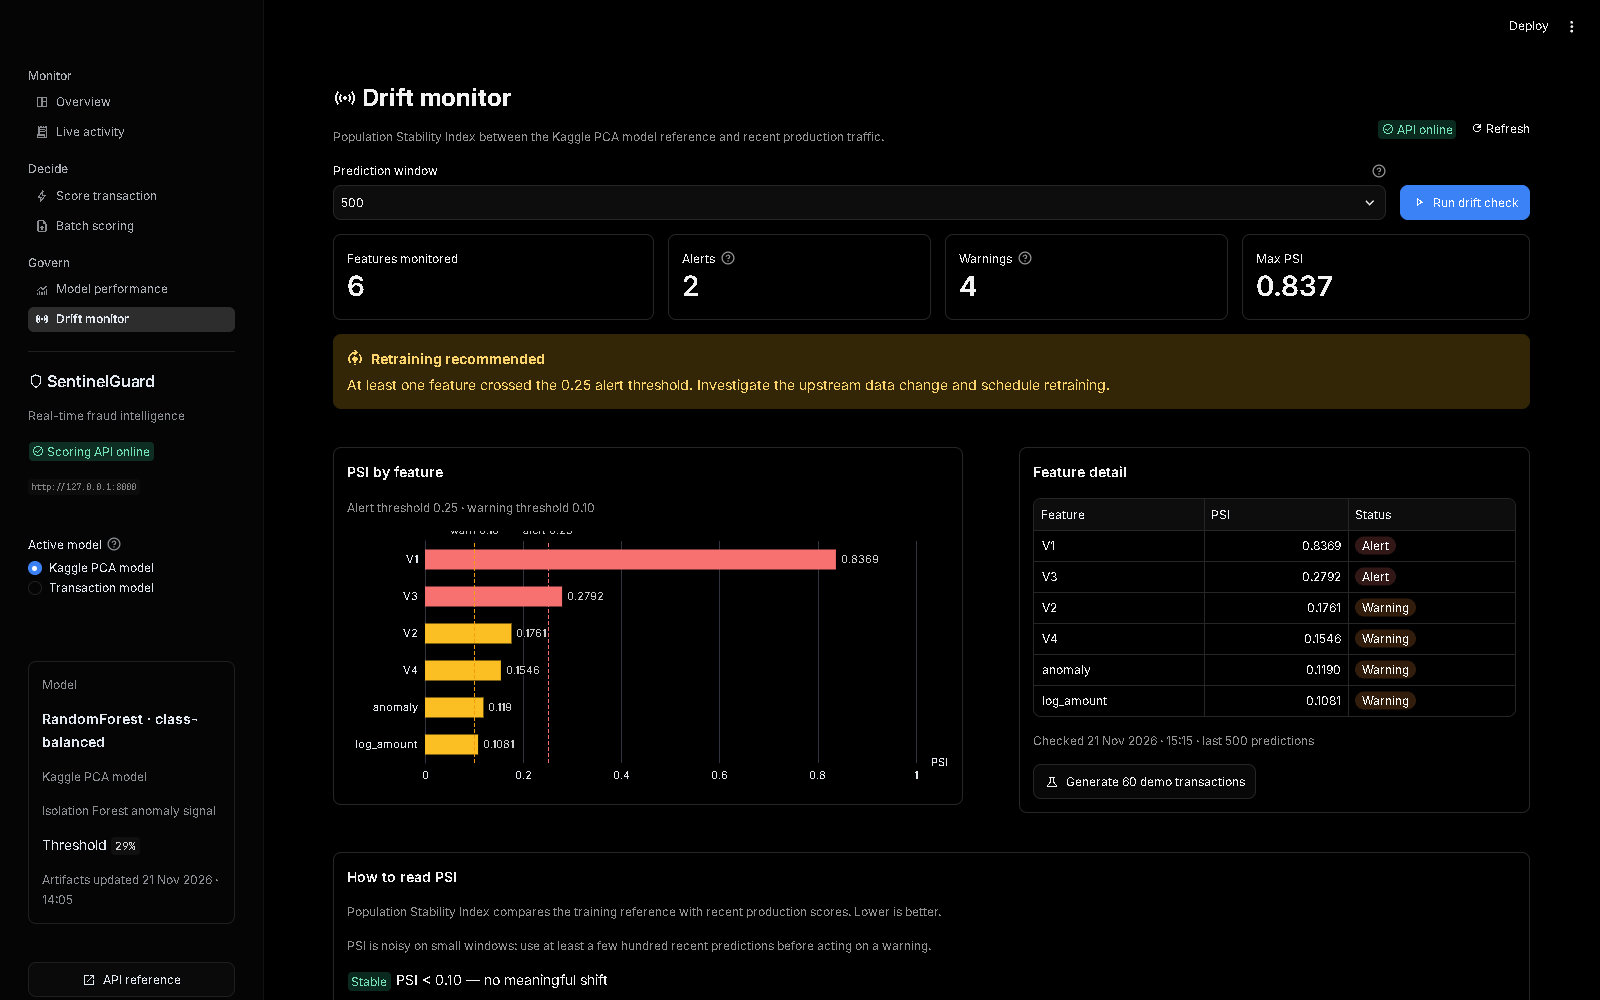 Deploy
Monitor
Overview
Live activity
Decide
Score transaction
Batch scoring
Govern
Model performance
Drift monitor
SentinelGuard
Real-time fraud intelligence
Scoring API online
http://127.0.0.1:8000
Active model
Kaggle PCA model
Transaction model
Model
RandomForest · class-
balanced
Kaggle PCA model
Isolation Forest anomaly signal
Threshold 29%
Artifacts updated 21 Nov 2026 ·
14:05
API reference
Drift monitor
Population Stability Index between the Kaggle PCA model reference and recent production traffic.
API online
Refresh
Prediction window
500
Run drift check
Features monitored
6
Alerts
2
Warnings
4
Max PSI
0.837
Retraining recommended
At least one feature crossed the 0.25 alert threshold. Investigate the upstream data change and schedule retraining.
PSI by feature
Alert threshold 0.25 · warning threshold 0.10
warn 0.10 alert 0.25
V1 0.8369
V3 0.2792
V2 0.1761
V4 0.1546
anomaly 0.119
log_amount 0.1081
PSI
0 0.2 0.4 0.6 0.8 1
Feature detail
Feature PSI Status
V1 0.8369 Alert
V3 0.2792 Alert
V2 0.1761 Warning
V4 0.1546 Warning
anomaly 0.1190 Warning
log_amount 0.1081 Warning
Checked 21 Nov 2026 · 15:15 · last 500 predictions
Generate 60 demo transactions
How to read PSI
Population Stability Index compares the training reference with recent production scores. Lower is better.
PSI is noisy on small windows: use at least a few hundred recent predictions before acting on a warning.
Stable PSI < 0.10 — no meaningful shift